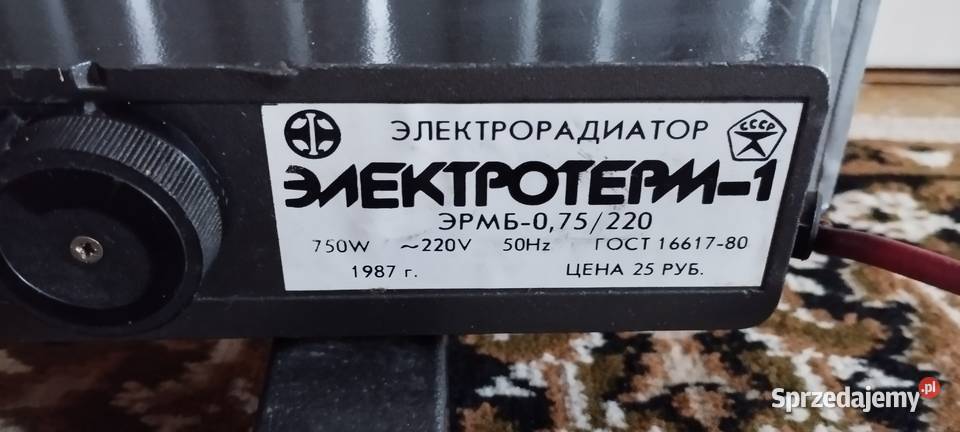 ЭЛЕКТРОРАДИАТОР
СССР
ЭЛЕКТРОТЕРМ-1
ЭРМБ-0,75/220
750W ~220V 50Hz ГОСТ 16617-80
1987 г. ЦЕНА 25 РУБ.
Sprzedajemy.pl